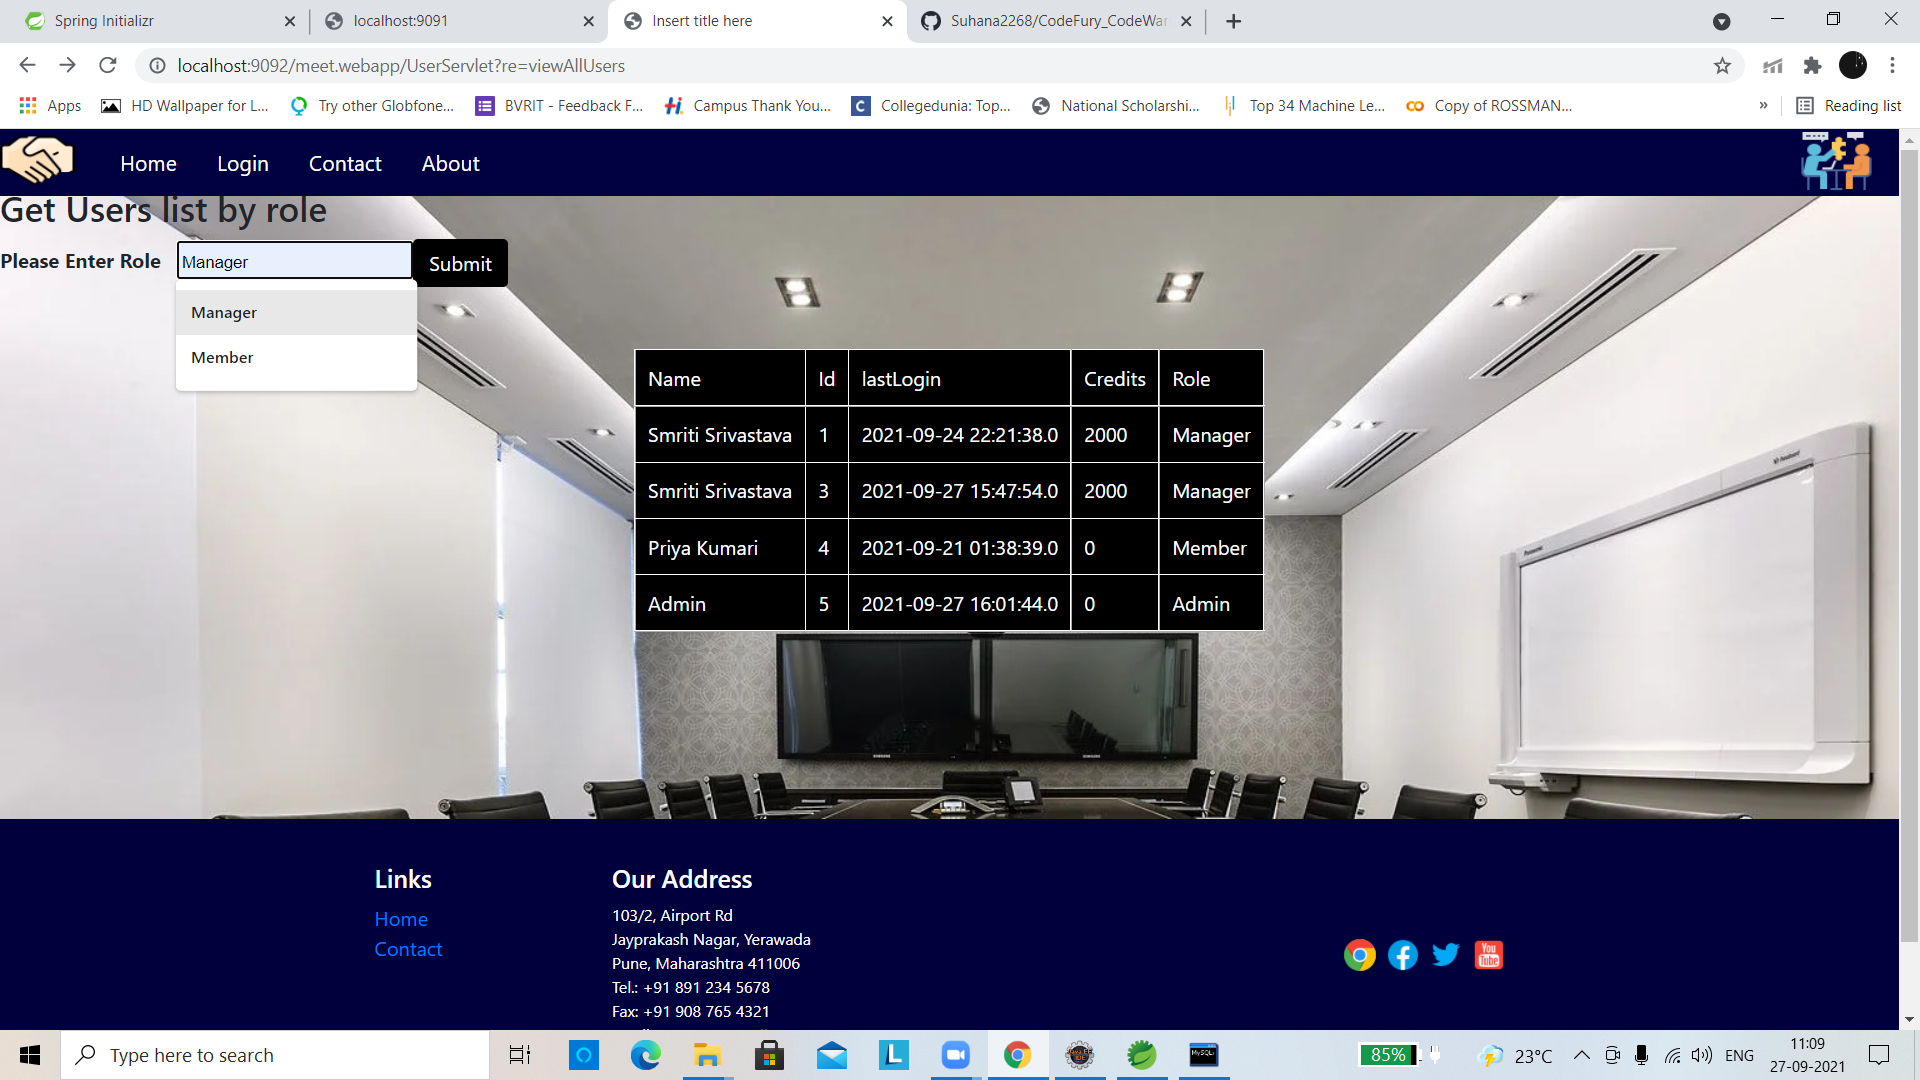 Spring Initializr
localhost:9091
Insert title here
Suhana2268/CodeFury_CodeWar
localhost:9092/meet.webapp/UserServlet?re=viewAllUsers
Apps
HD Wallpaper for L...
Try other Globfone...
BVRIT - Feedback F...
Campus Thank You...
Collegedunia: Top...
National Scholarshi...
Top 34 Machine Le...
Copy of ROSSMAN...
»
Reading list
Home Login Contact About
Get Users list by role
Please Enter Role Manager Submit
Manager
Member
Name Id lastLogin Credits Role
Smriti Srivastava 1 2021-09-24 22:21:38.0 2000 Manager
Smriti Srivastava 3 2021-09-27 15:47:54.0 2000 Manager
Priya Kumari 4 2021-09-21 01:38:39.0 0 Member
Admin 5 2021-09-27 16:01:44.0 0 Admin
Links
Home
Contact
Our Address
103/2, Airport Rd
Jayprakash Nagar, Yerawada
Pune, Maharashtra 411006
Tel.: +91 891 234 5678
Fax: +91 908 765 4321
You
Tube
Type here to search
85%
23°C
ENG
11:09
27-09-2021